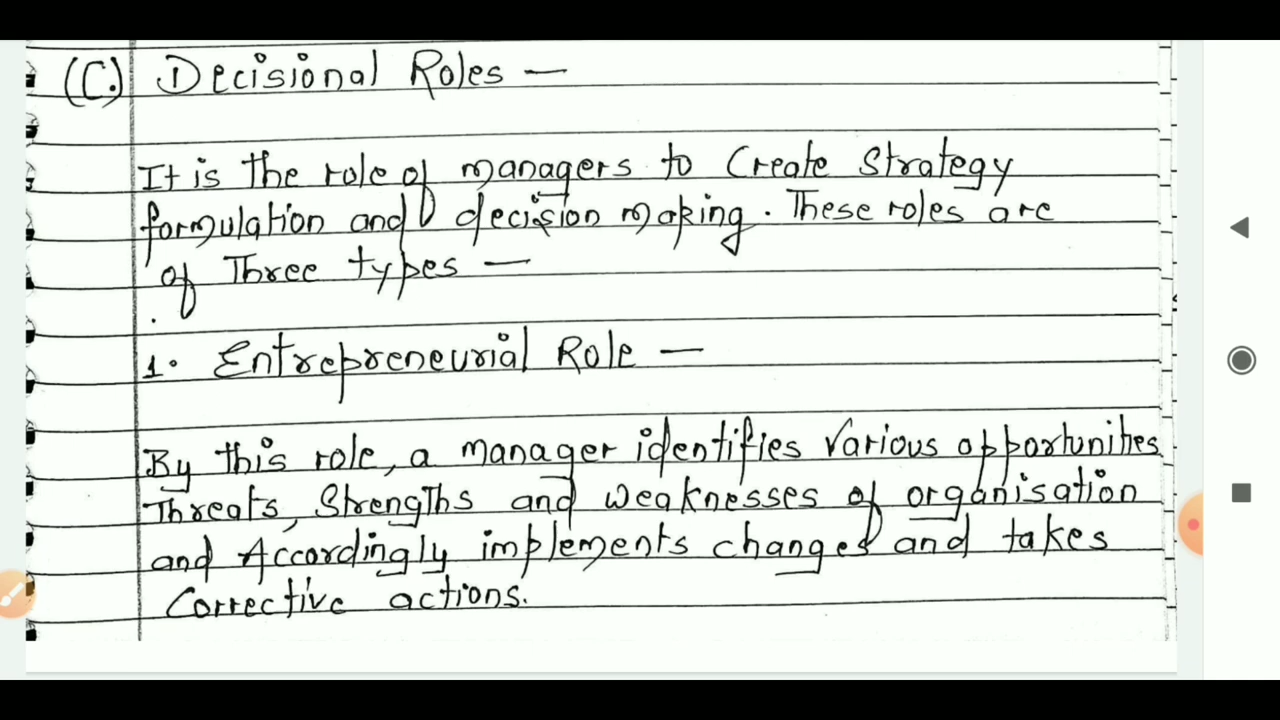 (C.) Decisional Roles —
It is the role of managers to Create Strategy
formulation and decision making. These roles are
of Three types —
1. Entrepreneurial Role —
By this role, a manager identifies various opportunities
Threats, Strengths and weaknesses of organisation
and Accordingly implements changes and takes
Corrective actions.